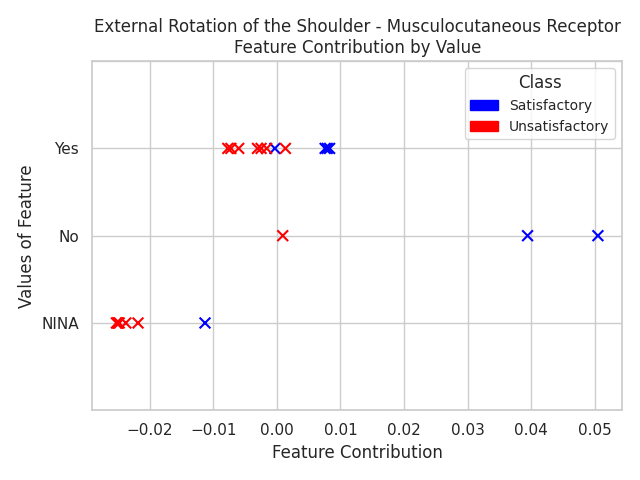 External Rotation of the Shoulder - Musculocutaneous Receptor
Feature Contribution by Value
Class
Satisfactory
Unsatisfactory
Values of Feature
Yes
No
NINA
−0.02 −0.01 0.00 0.01 0.02 0.03 0.04 0.05
Feature Contribution